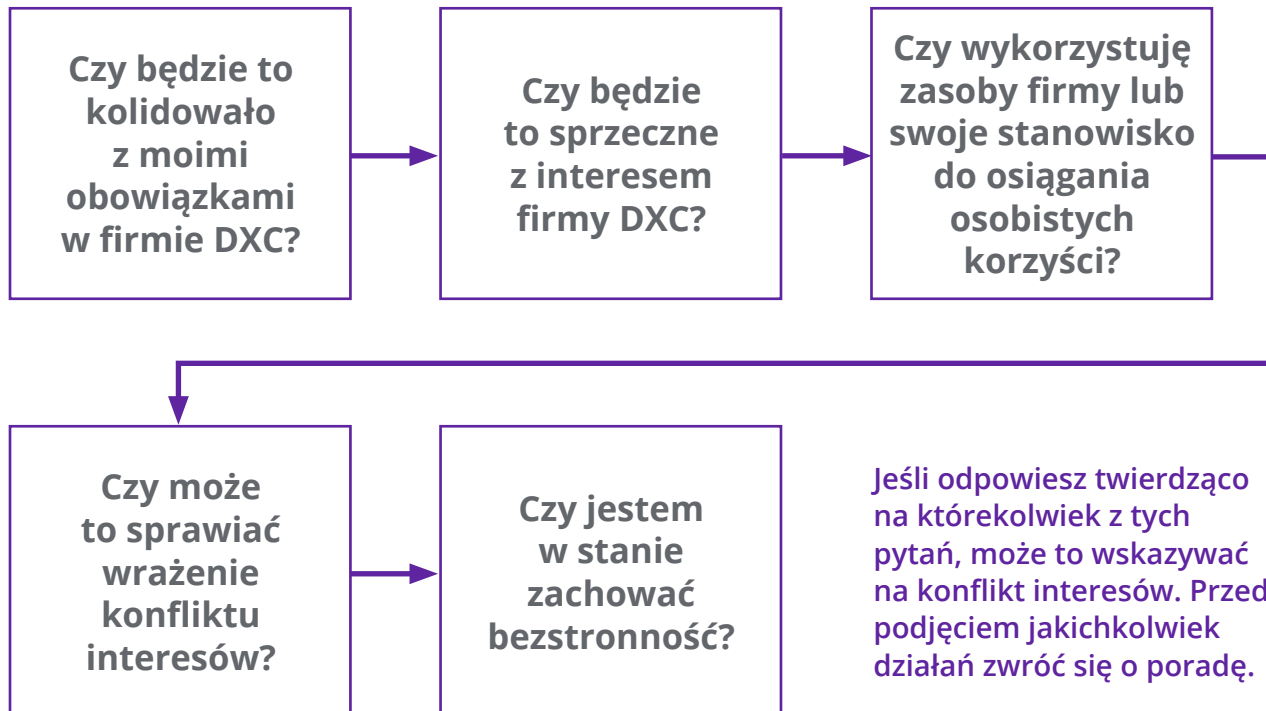 Czy będzie to
kolidowało
z moimi
obowiązkami
w firmie DXC?
Czy będzie
to sprzeczne
z interesem
firmy DXC?
Czy wykorzystuję
zasoby firmy lub
swoje stanowisko
do osiągania
osobistych
korzyści?
Czy może
to sprawiać
wrażenie
konfliktu
interesów?
Czy jestem
w stanie
zachować
bezstronność?
Jeśli odpowiesz twierdząco
na którekolwiek z tych
pytań, może to wskazywać
na konflikt interesów. Przed
podjęciem jakichkolwiek
działań zwróć się o poradę.